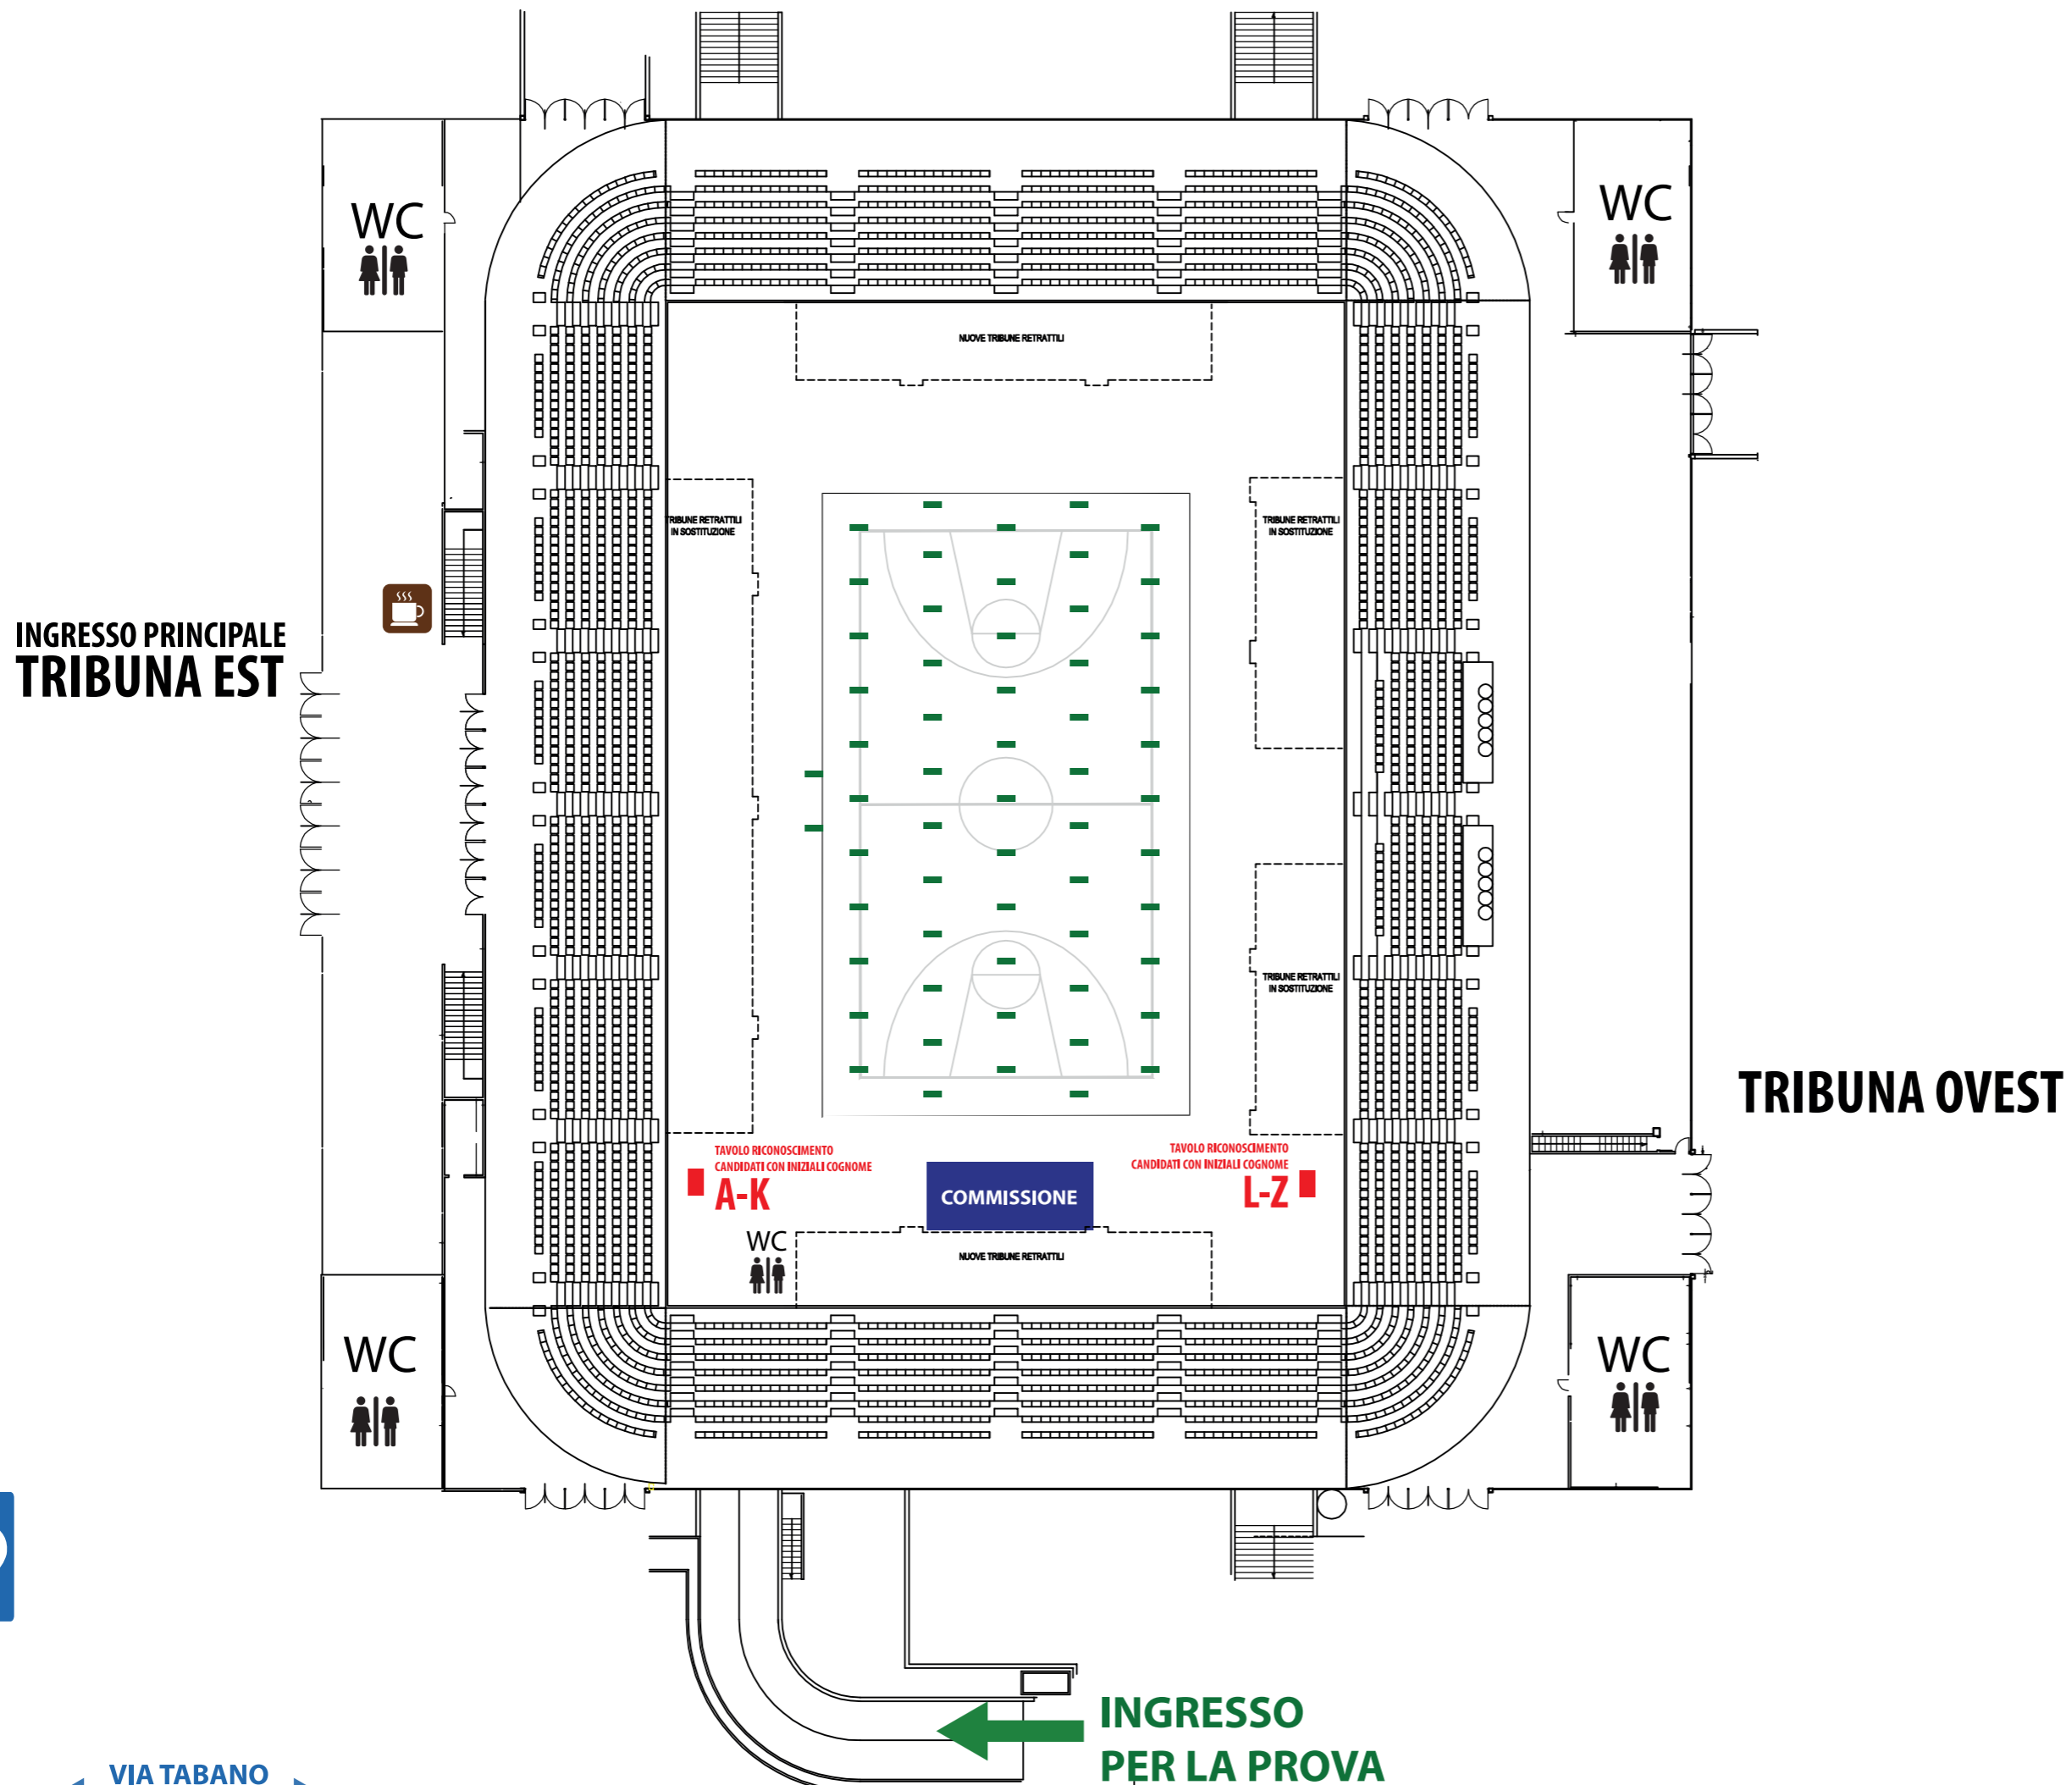 WC
WC
NUOVE TRIBUNE RETRATTILI
TRIBUNE RETRATTILI
IN SOSTITUZIONE
TRIBUNE RETRATTILI
IN SOSTITUZIONE
INGRESSO PRINCIPALE
TRIBUNA EST
TRIBUNE RETRATTILI
IN SOSTITUZIONE
TRIBUNA OVEST
TAVOLO RICONOSCIMENTO
CANDIDATI CON INIZIALI COGNOME
A-K
TAVOLO RICONOSCIMENTO
CANDIDATI CON INIZIALI COGNOME
L-Z
COMMISSIONE
WC
NUOVE TRIBUNE RETRATTILI
WC
WC
INGRESSO
PER LA PROVA
VIA TABANO